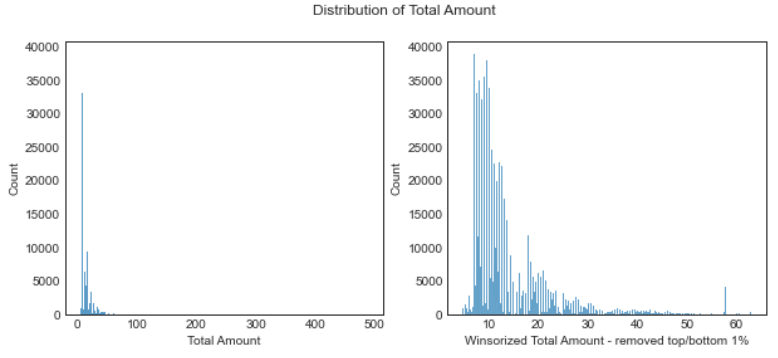 Distribution of Total Amount
40000
35000
30000
25000
20000
15000
10000
5000
0
Count
0 100 200 300 400 500
Total Amount
40000
35000
30000
25000
20000
15000
10000
5000
0
Count
10 20 30 40 50 60
Winsorized Total Amount - removed top/bottom 1%